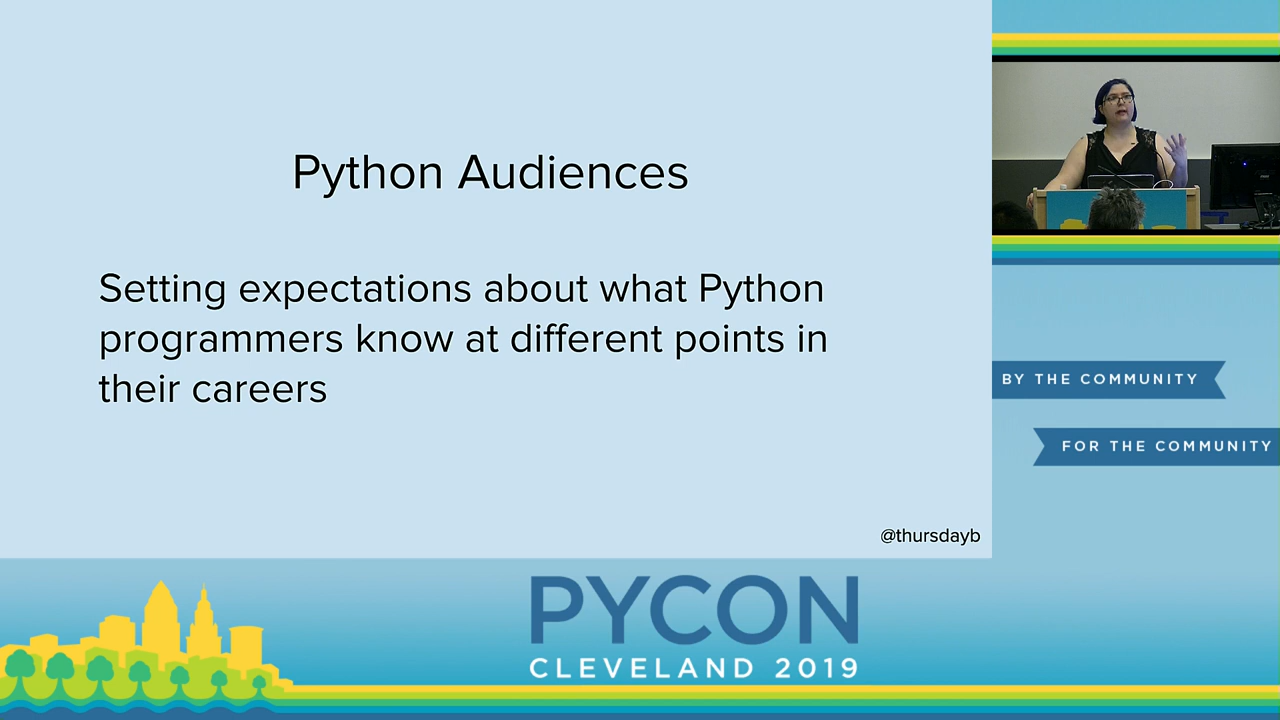 Python Audiences
Setting expectations about what Python
programmers know at different points in
their careers
@thursdayb
BY THE COMMUNITY
FOR THE COMMUNITY
PYCON
CLEVELAND 2019